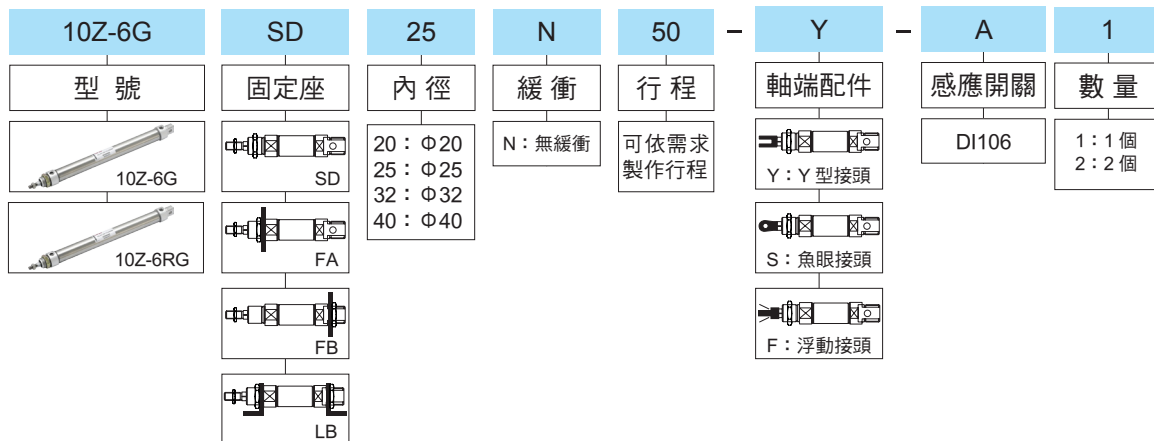 10Z-6G SD 25 N 50 – Y – A 1
型 號 固定座 內 徑 緩 衝 行 程 軸端配件 感應開關 數 量
10Z-6G
10Z-6RG
SD
FA
FB
LB
20：Φ20
25：Φ25
32：Φ32
40：Φ40
N：無緩衝
可依需求
製作行程
Y：Y 型接頭
S：魚眼接頭
F：浮動接頭
DI106
1：1 個
2：2 個